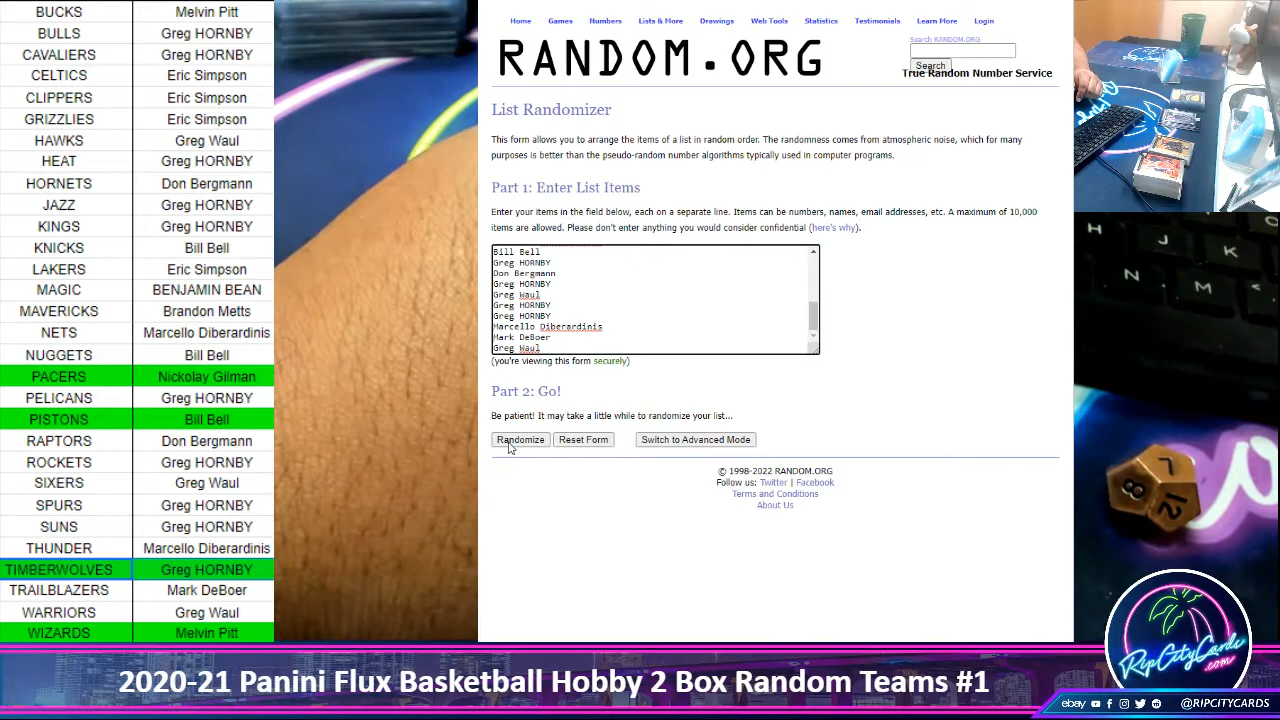 BUCKS Melvin Pitt
BULLS Greg HORNBY
CAVALIERS Greg HORNBY
CELTICS Eric Simpson
CLIPPERS Eric Simpson
GRIZZLIES Eric Simpson
HAWKS Greg Waul
HEAT Greg HORNBY
HORNETS Don Bergmann
JAZZ Greg HORNBY
KINGS Greg HORNBY
KNICKS Bill Bell
LAKERS Eric Simpson
MAGIC BENJAMIN BEAN
MAVERICKS Brandon Metts
NETS Marcello Diberardinis
NUGGETS Bill Bell
PACERS Nickolay Gilman
PELICANS Greg HORNBY
PISTONS Bill Bell
RAPTORS Don Bergmann
ROCKETS Greg HORNBY
SIXERS Greg Waul
SPURS Greg HORNBY
SUNS Greg HORNBY
THUNDER Marcello Diberardinis
TIMBERWOLVES Greg HORNBY
TRAILBLAZERS Mark DeBoer
WARRIORS Greg Waul
WIZARDS Melvin Pitt
Home Games Numbers Lists & More Drawings Web Tools Statistics Testimonials Learn More Login
RANDOM.ORG
Search RANDOM.ORG
Search
True Random Number Service
List Randomizer
This form allows you to arrange the items of a list in random order. The randomness comes from atmospheric noise, which for many
purposes is better than the pseudo-random number algorithms typically used in computer programs.
Part 1: Enter List Items
Enter your items in the field below, each on a separate line. Items can be numbers, names, email addresses, etc. A maximum of 10,000
items are allowed. Please don't enter anything you would consider confidential (here's why).
Bill Bell
Greg HORNBY
Don Bergmann
Greg HORNBY
Greg Waul
Greg HORNBY
Greg HORNBY
Marcello Diberardinis
Mark DeBoer
Greg Waul
(you're viewing this form securely)
Part 2: Go!
Be patient! It may take a little while to randomize your list...
Randomize Reset Form Switch to Advanced Mode
© 1998-2022 RANDOM.ORG
Follow us: Twitter | Facebook
Terms and Conditions
About Us
H J K L
N M
7
8
12
RipCityCards
.com
2020-21 Panini Flux Basketball Hobby 2 Box Random Teams #1
ebay @RIPCITYCARDS